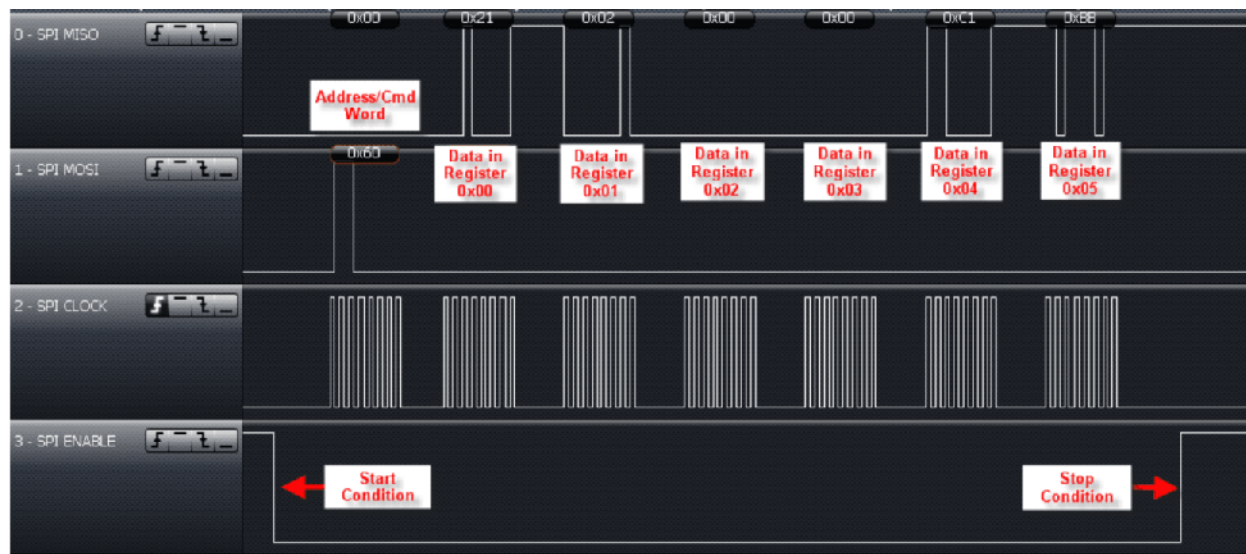 0x00 0x21 0x02 0x00 0x00 0xC1 0xBB
0 - SPI MISO
Address/Cmd
Word
0x60
1 - SPI MOSI
Data in
Register
0x00
Data in
Register
0x01
Data in
Register
0x02
Data in
Register
0x03
Data in
Register
0x04
Data in
Register
0x05
2 - SPI CLOCK
3 - SPI ENABLE
Start
Condition
Stop
Condition